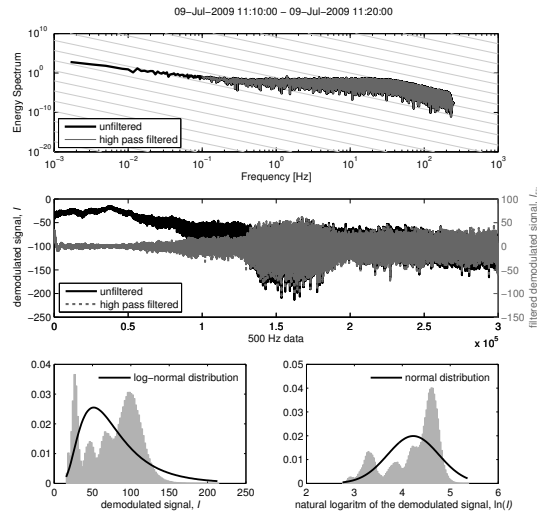 09-Jul-2009 11:10:00 - 09-Jul-2009 11:20:00
Energy Spectrum
10^10
10^0
10^-10
10^-20
unfiltered
high pass filtered
10^-3 10^-2 10^-1 10^0 10^1 10^2 10^3
Frequency [Hz]
demodulated signal, I
0
-50
-100
-150
-200
-250
unfiltered
high pass filtered
100
50
0
-50
-100
-150
filtered demodulated signal,
0 0.5 1 1.5 2 2.5 3
500 Hz data
x 10^5
0.04
0.03
0.02
0.01
0
log-normal distribution
0 50 100 150 200 250
demodulated signal, I
0.05
0.04
0.03
0.02
0.01
0
normal distribution
2 3 4 5 6
natural logaritm of the demodulated signal, ln(I)